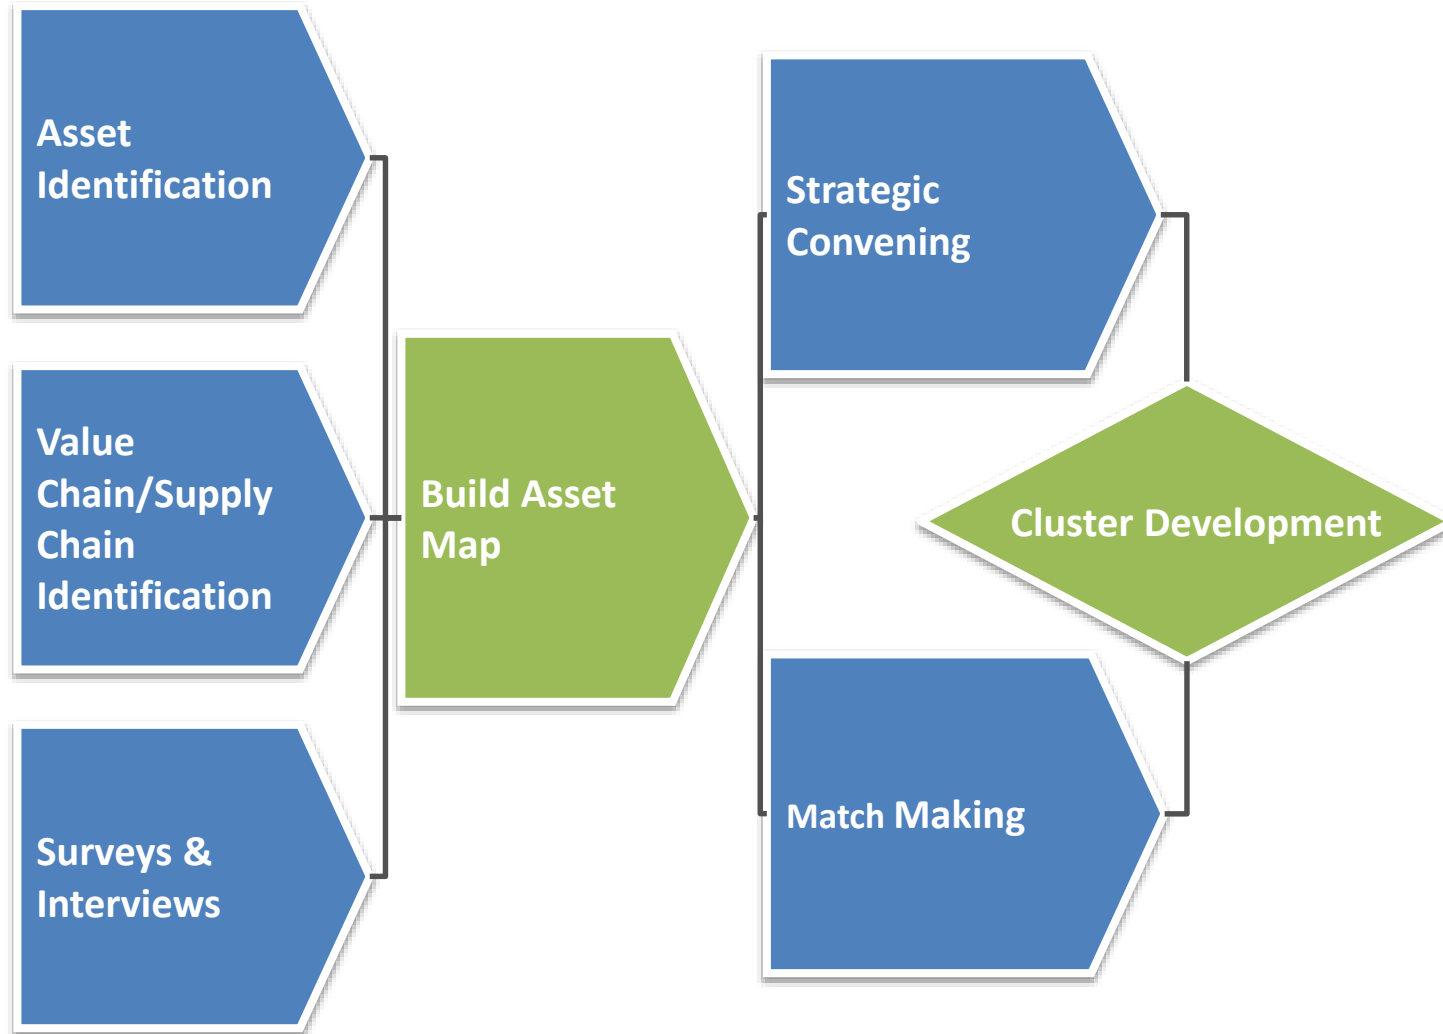 Asset
Identification
Value
Chain/Supply
Chain
Identification
Surveys &
Interviews
Build Asset
Map
Strategic
Convening
Match Making
Cluster Development